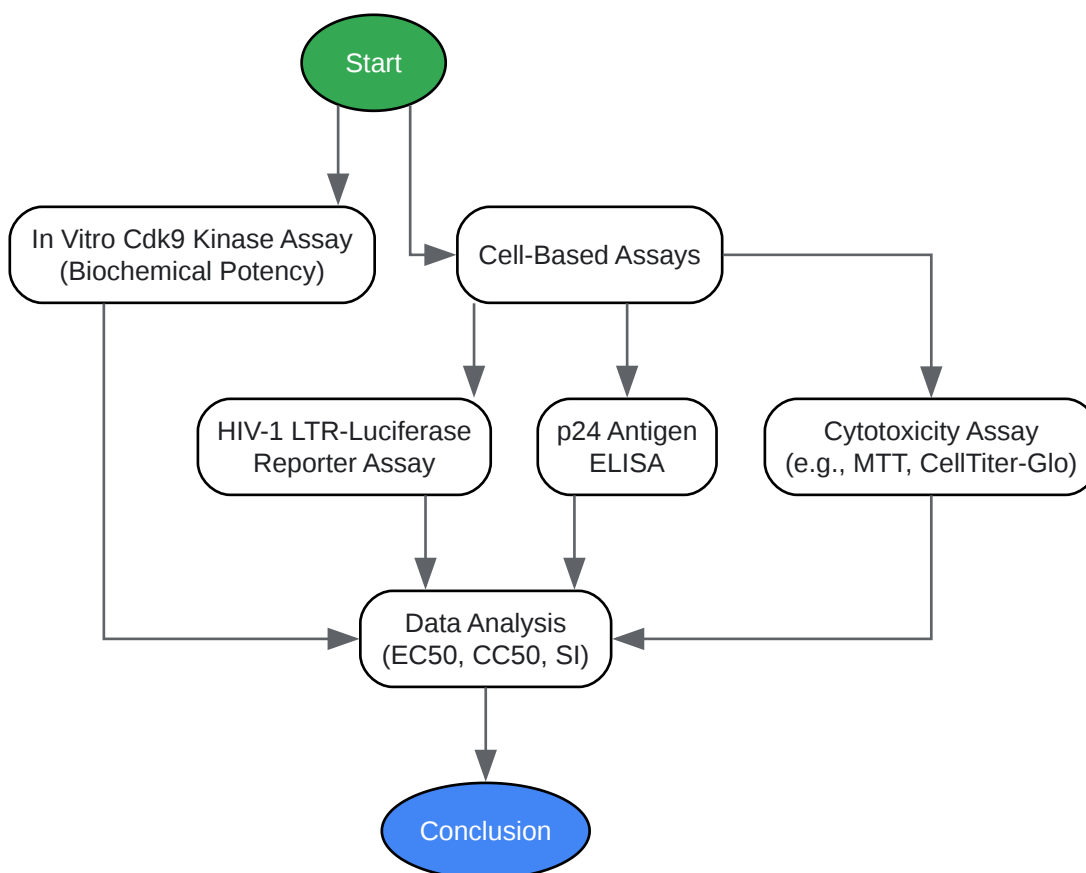 Start
In Vitro Cdk9 Kinase Assay
(Biochemical Potency)
Cell-Based Assays
HIV-1 LTR-Luciferase
Reporter Assay
p24 Antigen
ELISA
Cytotoxicity Assay
(e.g., MTT, CellTiter-Glo)
Data Analysis
(EC50, CC50, SI)
Conclusion